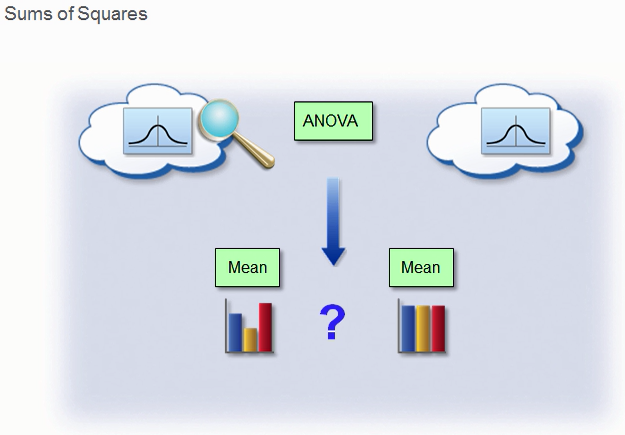 Sums of Squares
ANOVA
Mean
Mean
?